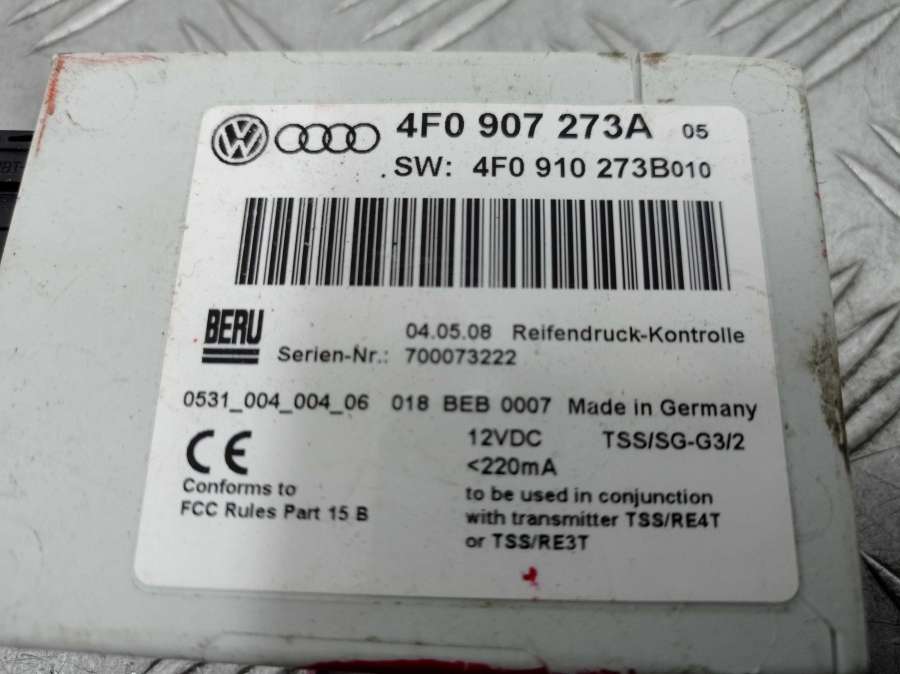 4F0 907 273A 05
.SW: 4F0 910 273B010
BERU
04.05.08 Reifendruck-Kontrolle
Serien-Nr.: 700073222
0531_004_004_06 018 BEB 0007 Made in Germany
CE 12VDC TSS/SG-G3/2
<220mA
Conforms to
FCC Rules Part 15 B
to be used in conjunction
with transmitter TSS/RE4T
or TSS/RE3T